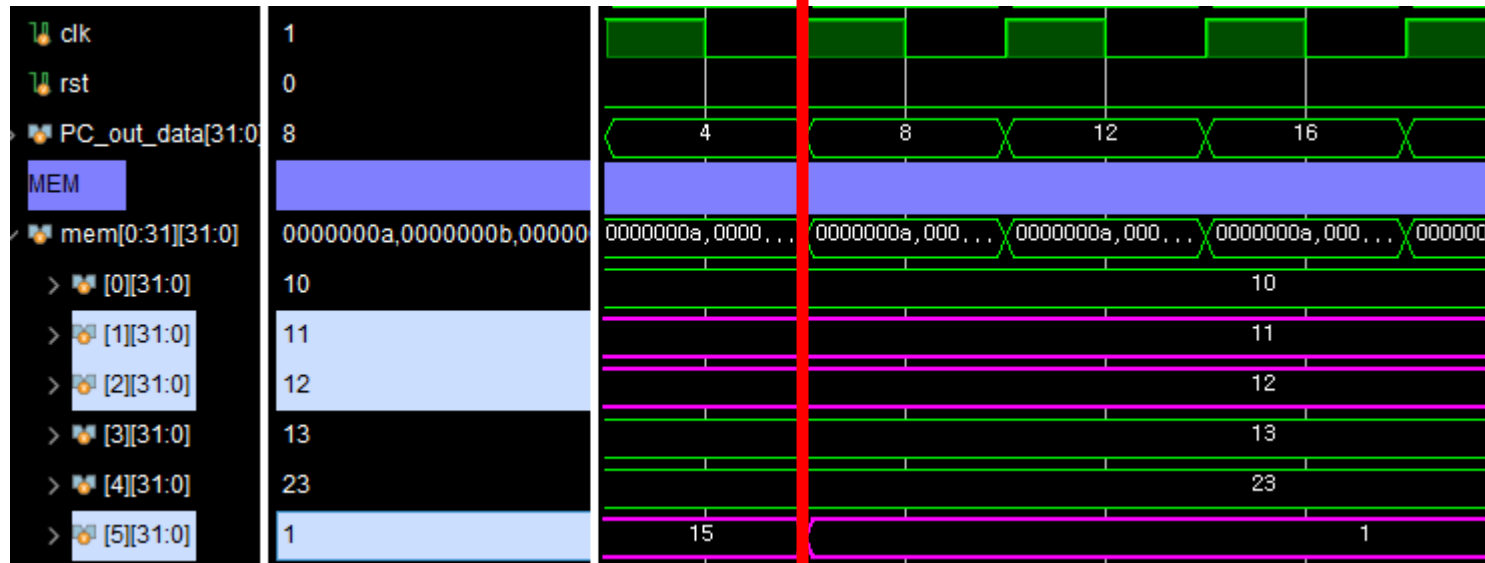 clk 1
rst 0
PC_out_data[31:0] 8 4 8 12 16
MEM
mem[0:31][31:0] 0000000a,0000000b,00000 0000000a,0000... 0000000a,000... 0000000a,000... 0000000a,000... 000000
[0][31:0] 10 10
[1][31:0] 11 11
[2][31:0] 12 12
[3][31:0] 13 13
[4][31:0] 23 23
[5][31:0] 1 15 1